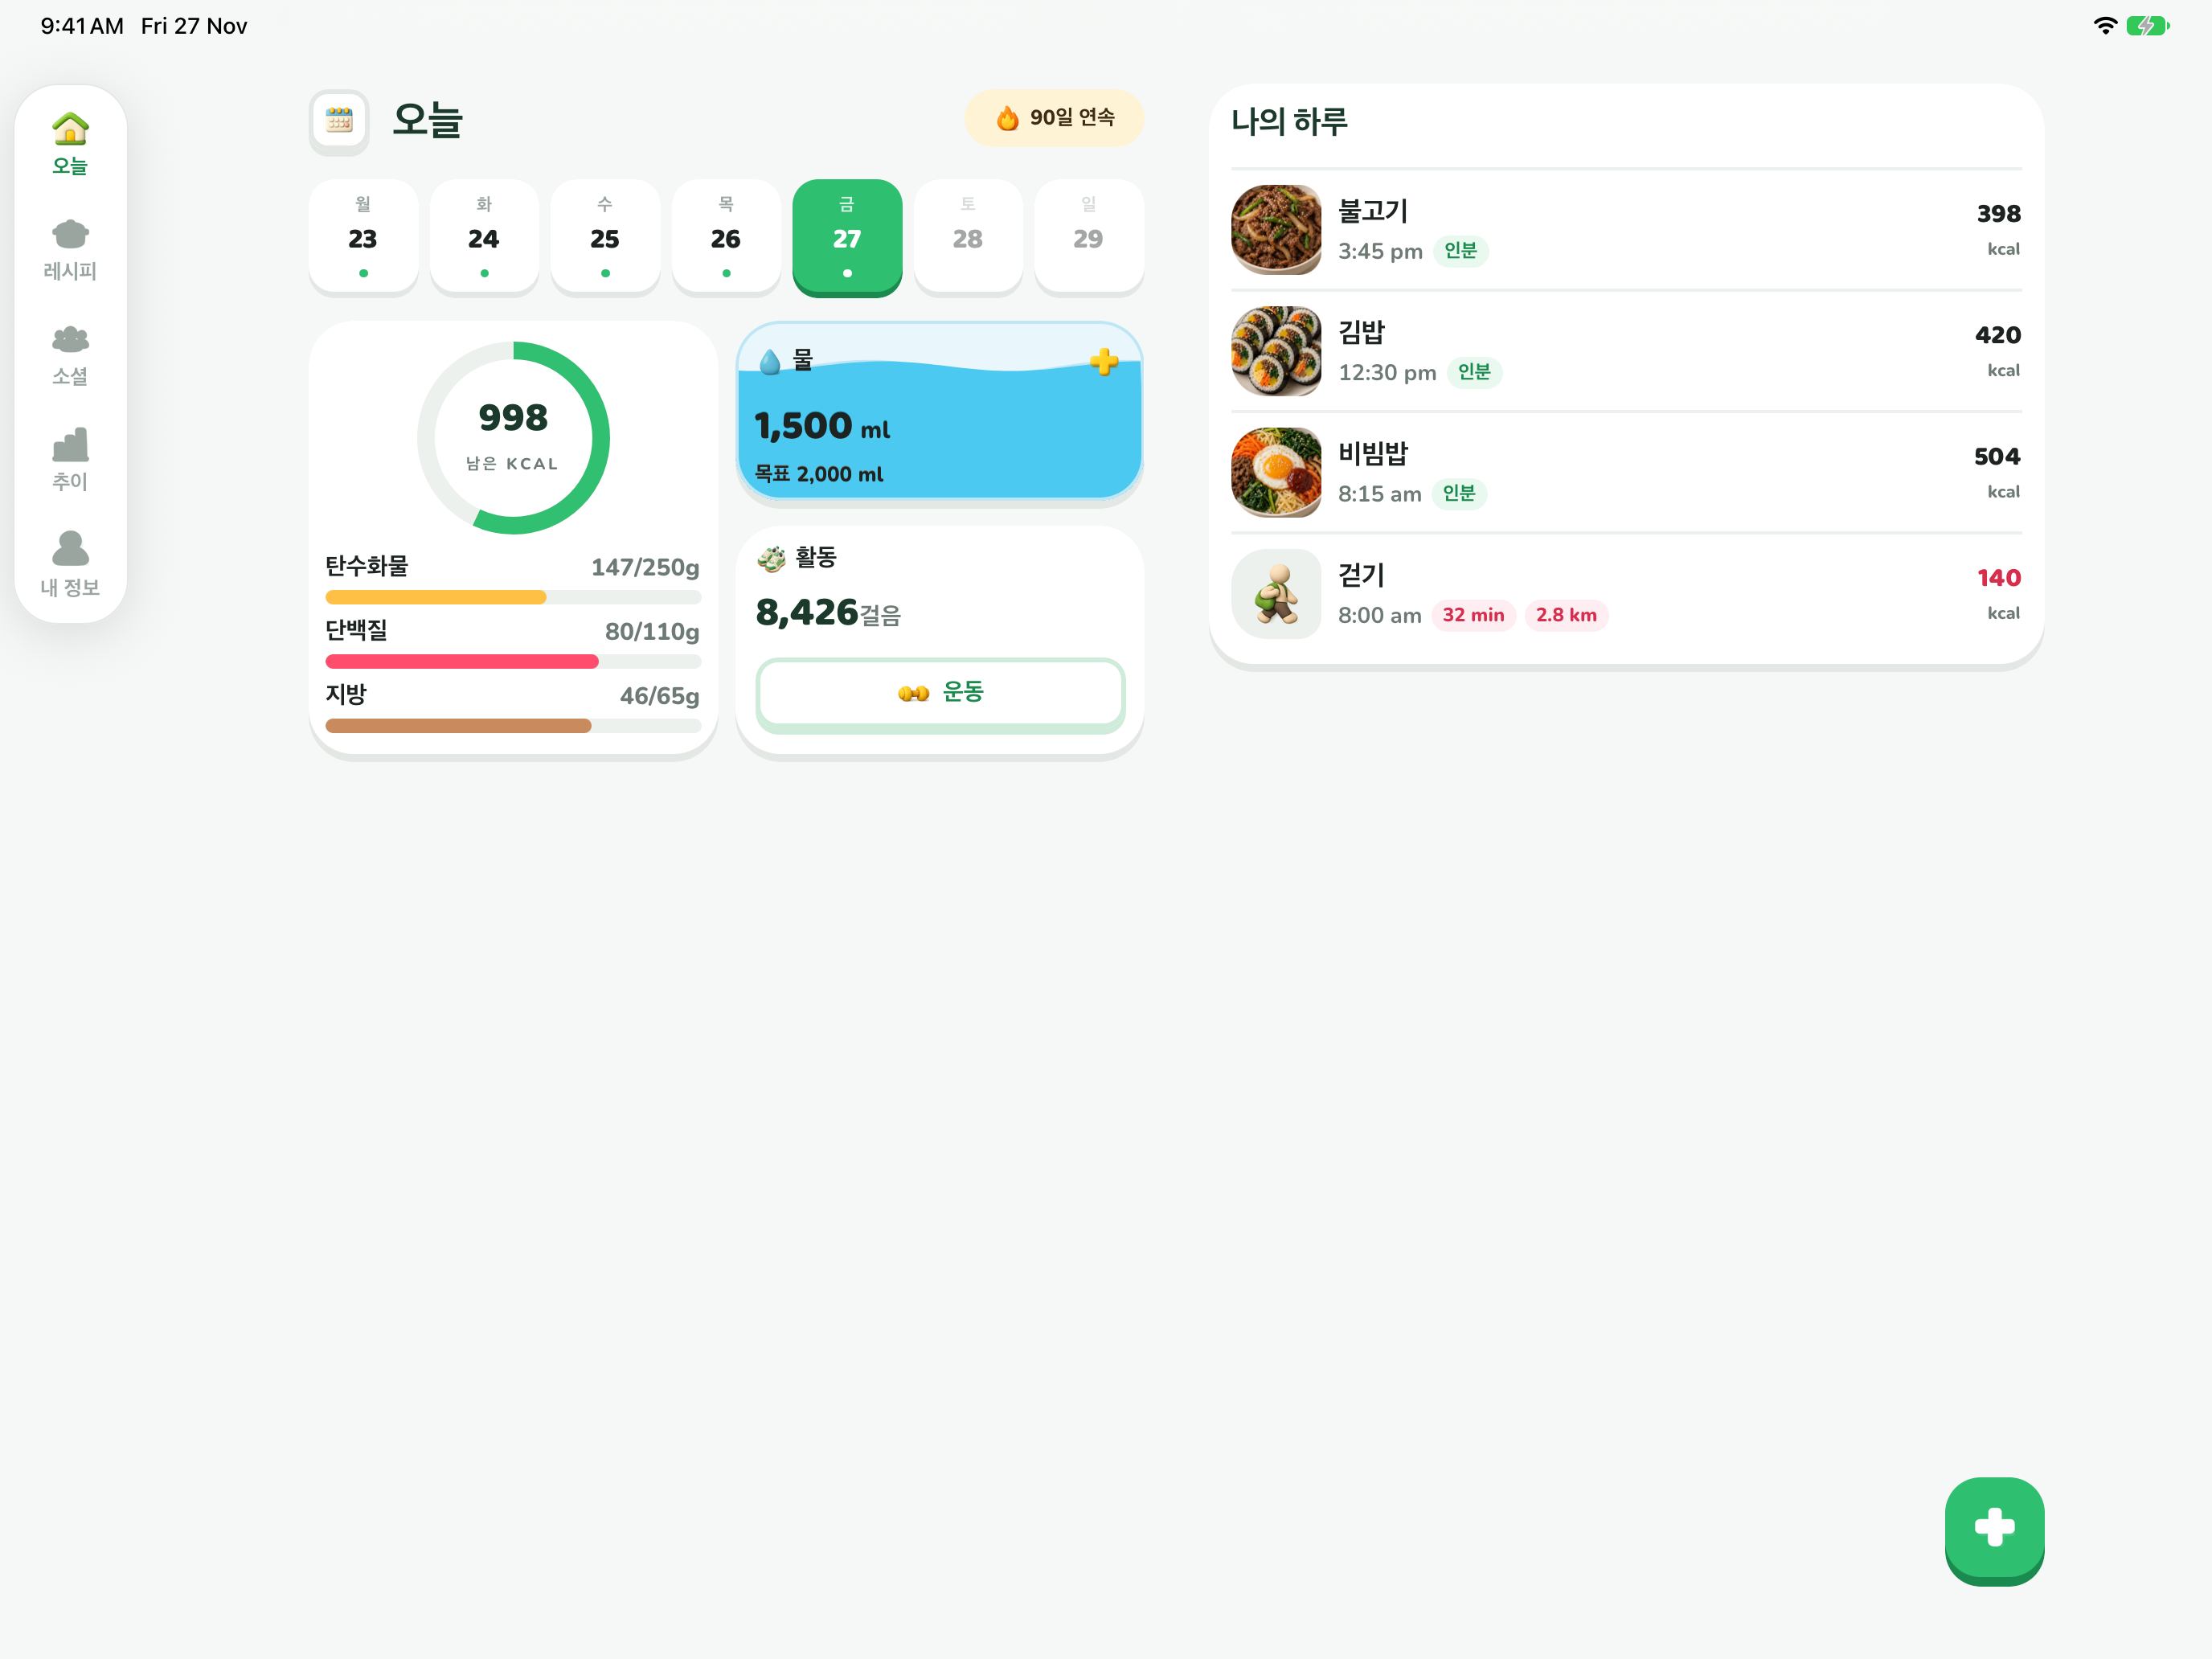 9:41 AM Fri 27 Nov
오늘
레시피
소셜
추이
내 정보
오늘
90일 연속
월 화 수 목 금 토 일
23 24 25 26 27 28 29
998
남은 KCAL
탄수화물 147/250g
단백질 80/110g
지방 46/65g
물
1,500 ml
목표 2,000 ml
활동
8,426걸음
운동
나의 하루
불고기 398
3:45 pm 인분 kcal
김밥 420
12:30 pm 인분 kcal
비빔밥 504
8:15 am 인분 kcal
걷기 140
8:00 am 32 min 2.8 km kcal